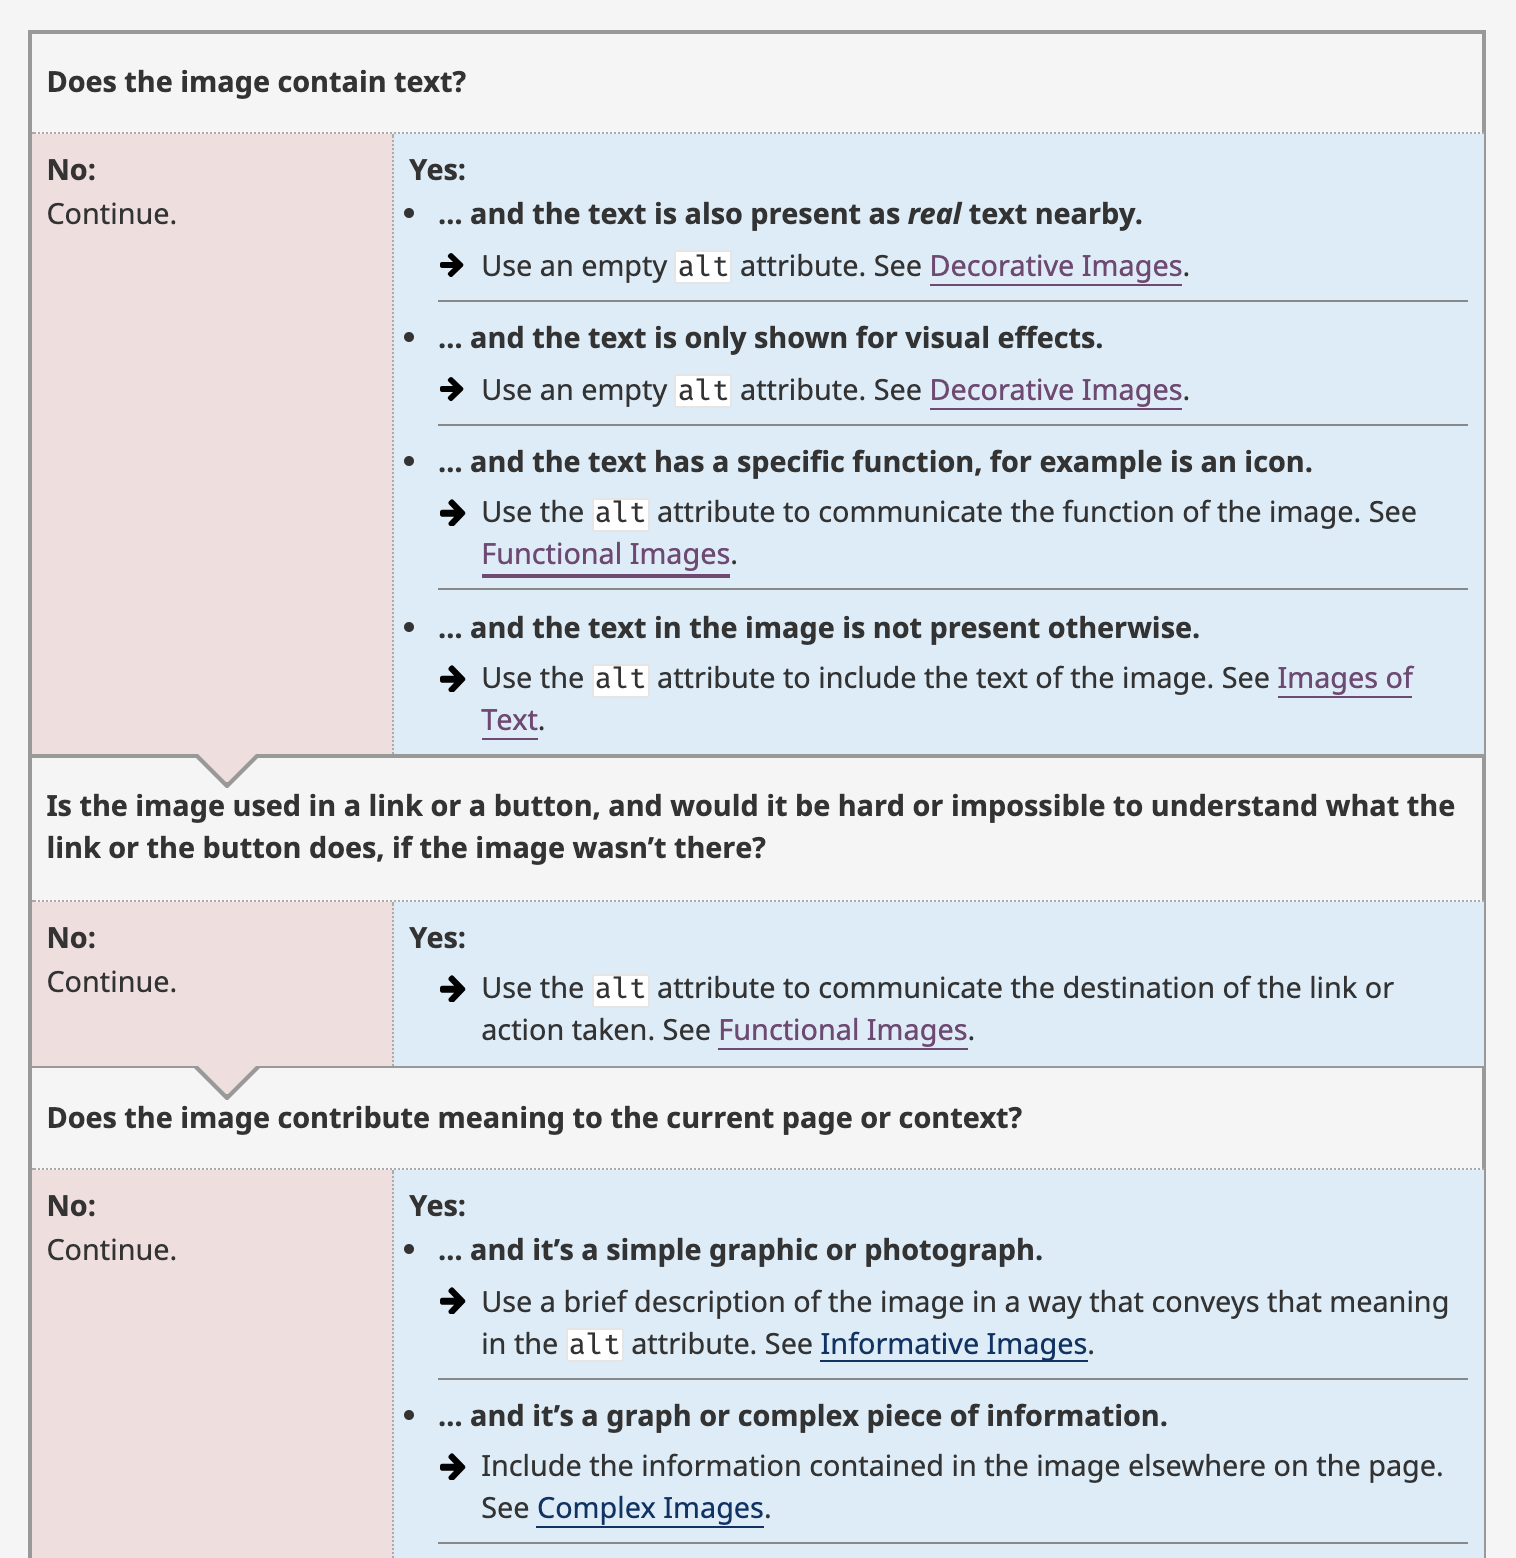 Does the image contain text?
No:
Continue.
Yes:
... and the text is also present as real text nearby.
Use an empty alt attribute. See Decorative Images.
... and the text is only shown for visual effects.
Use an empty alt attribute. See Decorative Images.
... and the text has a specific function, for example is an icon.
Use the alt attribute to communicate the function of the image. See
Functional Images.
... and the text in the image is not present otherwise.
Use the alt attribute to include the text of the image. See Images of
Text.
Is the image used in a link or a button, and would it be hard or impossible to understand what the
link or the button does, if the image wasn’t there?
No:
Continue.
Yes:
Use the alt attribute to communicate the destination of the link or
action taken. See Functional Images.
Does the image contribute meaning to the current page or context?
No:
Continue.
Yes:
... and it’s a simple graphic or photograph.
Use a brief description of the image in a way that conveys that meaning
in the alt attribute. See Informative Images.
... and it’s a graph or complex piece of information.
Include the information contained in the image elsewhere on the page.
See Complex Images.